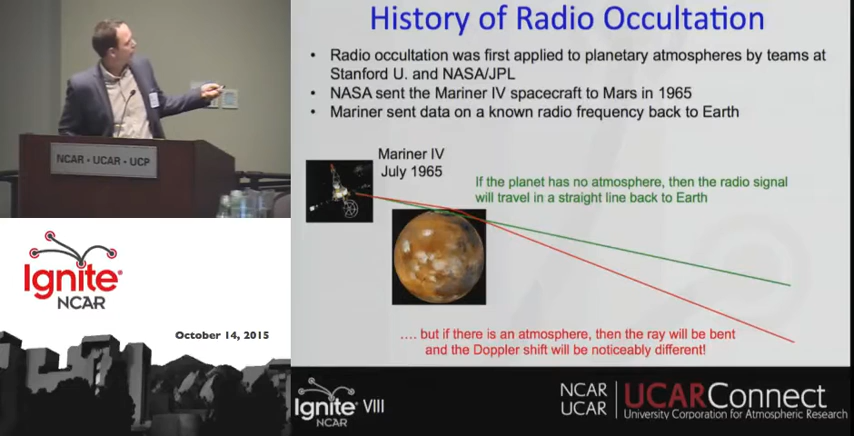 History of Radio Occultation
• Radio occultation was first applied to planetary atmospheres by teams at
Stanford U. and NASA/JPL
• NASA sent the Mariner IV spacecraft to Mars in 1965
• Mariner sent data on a known radio frequency back to Earth
NCAR • UCAR • UCP
Mariner IV
July 1965
If the planet has no atmosphere, then the radio signal
will travel in a straight line back to Earth
Ignite
NCAR
October 14, 2015
.... but if there is an atmosphere, then the ray will be bent
and the Doppler shift will be noticeably different!
Ignite VIII
NCAR
NCAR
UCAR
UCARConnect
University Corporation for Atmospheric Research